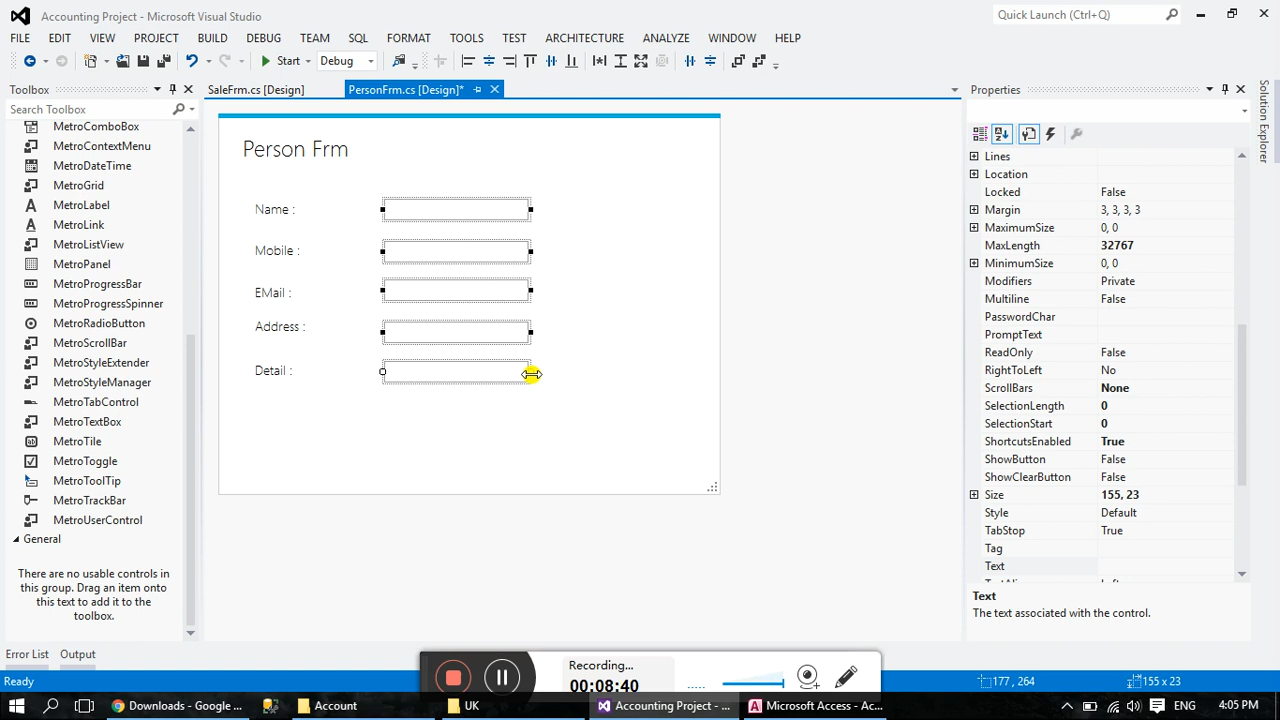 Accounting Project - Microsoft Visual Studio
Quick Launch (Ctrl+Q)
FILE EDIT VIEW PROJECT BUILD DEBUG TEAM SQL FORMAT TOOLS TEST ARCHITECTURE ANALYZE WINDOW HELP
Start Debug
Toolbox
SaleFrm.cs [Design] PersonFrm.cs [Design]*
Properties
Search Toolbox
MetroComboBox
MetroContextMenu
MetroDateTime
MetroGrid
MetroLabel
MetroLink
MetroListView
MetroPanel
MetroProgressBar
MetroProgressSpinner
MetroRadioButton
MetroScrollBar
MetroStyleExtender
MetroStyleManager
MetroTabControl
MetroTextBox
MetroTile
MetroToggle
MetroToolTip
MetroTrackBar
MetroUserControl
General
There are no usable controls in
this group. Drag an item onto
this text to add it to the
toolbox.
Person Frm
Name :
Mobile :
EMail :
Address :
Detail :
Lines
Location
Locked False
Margin 3, 3, 3, 3
MaximumSize 0, 0
MaxLength 32767
MinimumSize 0, 0
Modifiers Private
Multiline False
PasswordChar
PromptText
ReadOnly False
RightToLeft No
ScrollBars None
SelectionLength 0
SelectionStart 0
ShortcutsEnabled True
ShowButton False
ShowClearButton False
Size 155, 23
Style Default
TabStop True
Tag
Text
Text
The text associated with the control.
Solution Explorer
Error List Output
Recording...
00:08:40
Ready
177 , 264
155 x 23
Downloads - Google ...
Account
UK
Accounting Project - ...
Microsoft Access - Ac...
ENG
4:05 PM